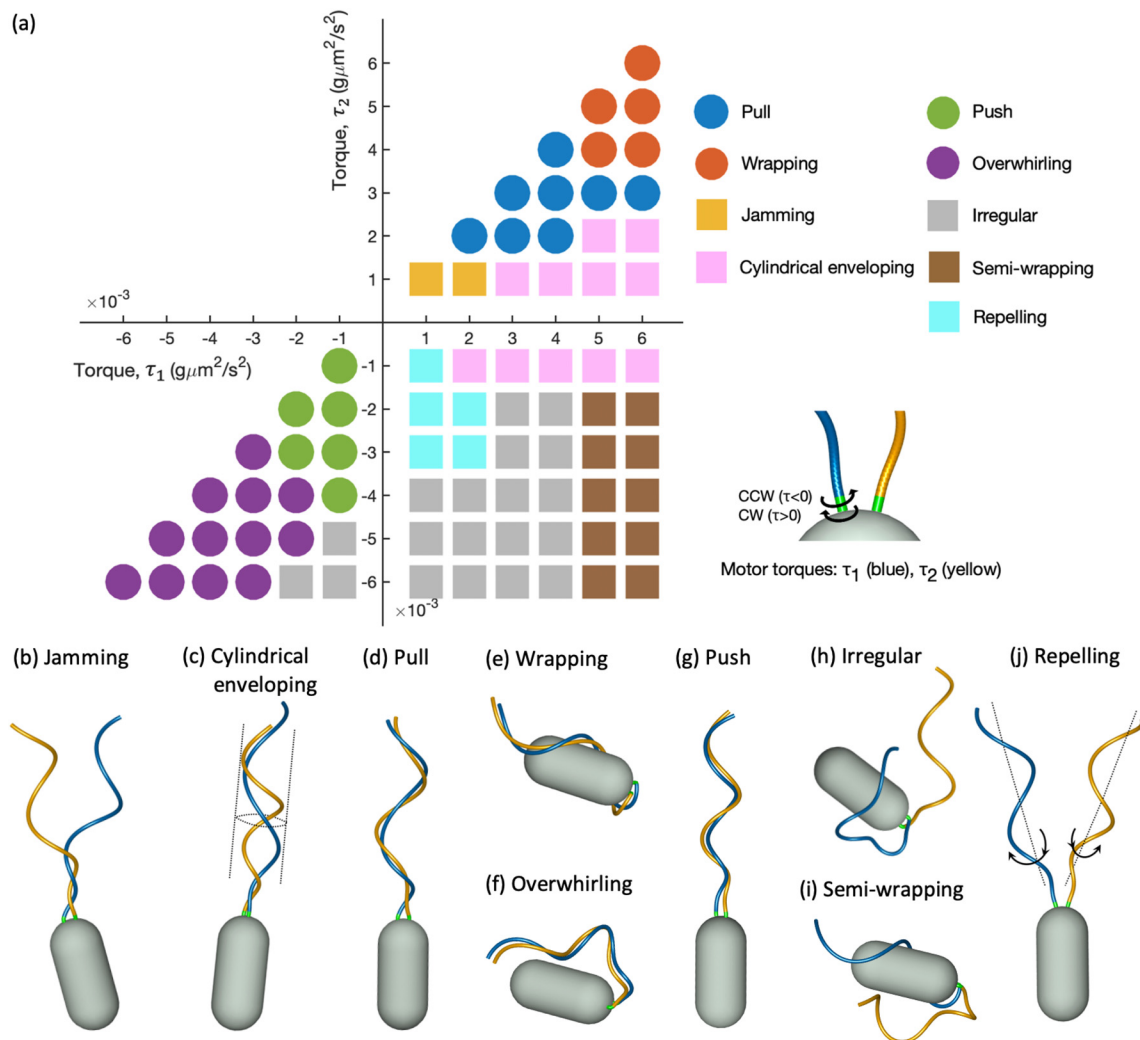 (a)
Torque, τ2 (gμm²/s²)
6
5
4
3
2
1
×10⁻³
-6 -5 -4 -3 -2 -1
1 2 3 4 5 6
Torque, τ1 (gμm²/s²)
-1
-2
-3
-4
-5
-6
×10⁻³
Pull
Push
Wrapping
Overwhirling
Jamming
Irregular
Cylindrical enveloping
Semi-wrapping
Repelling
CCW (τ<0)
CW (τ>0)
Motor torques: τ1 (blue), τ2 (yellow)
(b) Jamming
(c) Cylindrical
enveloping
(d) Pull
(e) Wrapping
(f) Overwhirling
(g) Push
(h) Irregular
(i) Semi-wrapping
(j) Repelling